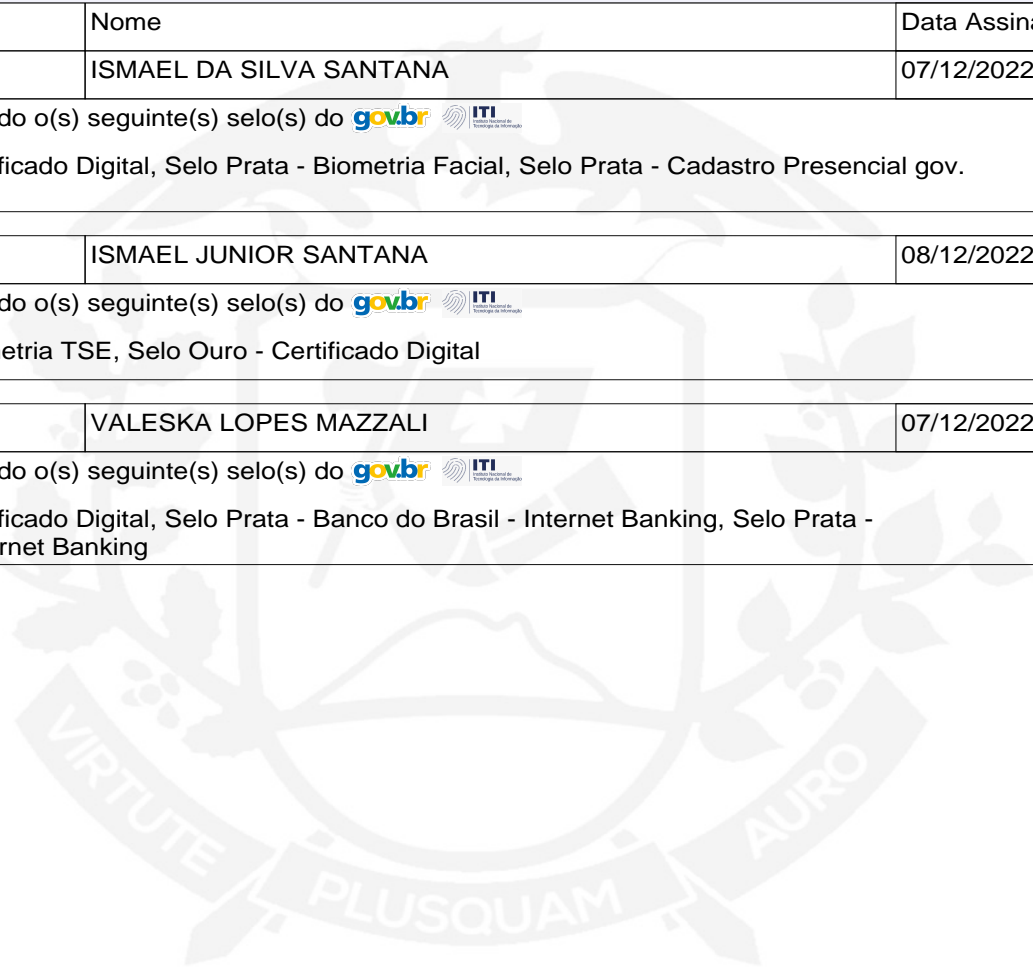 Nome Data Assina
ISMAEL DA SILVA SANTANA 07/12/2022
do o(s) seguinte(s) selo(s) do gov.br ITI
ficado Digital, Selo Prata - Biometria Facial, Selo Prata - Cadastro Presencial gov.
ISMAEL JUNIOR SANTANA 08/12/2022
do o(s) seguinte(s) selo(s) do gov.br ITI
etria TSE, Selo Ouro - Certificado Digital
VALESKA LOPES MAZZALI 07/12/2022
do o(s) seguinte(s) selo(s) do gov.br ITI
ficado Digital, Selo Prata - Banco do Brasil - Internet Banking, Selo Prata -
rnet Banking
VIRTUTE PLUSQUAM AURO